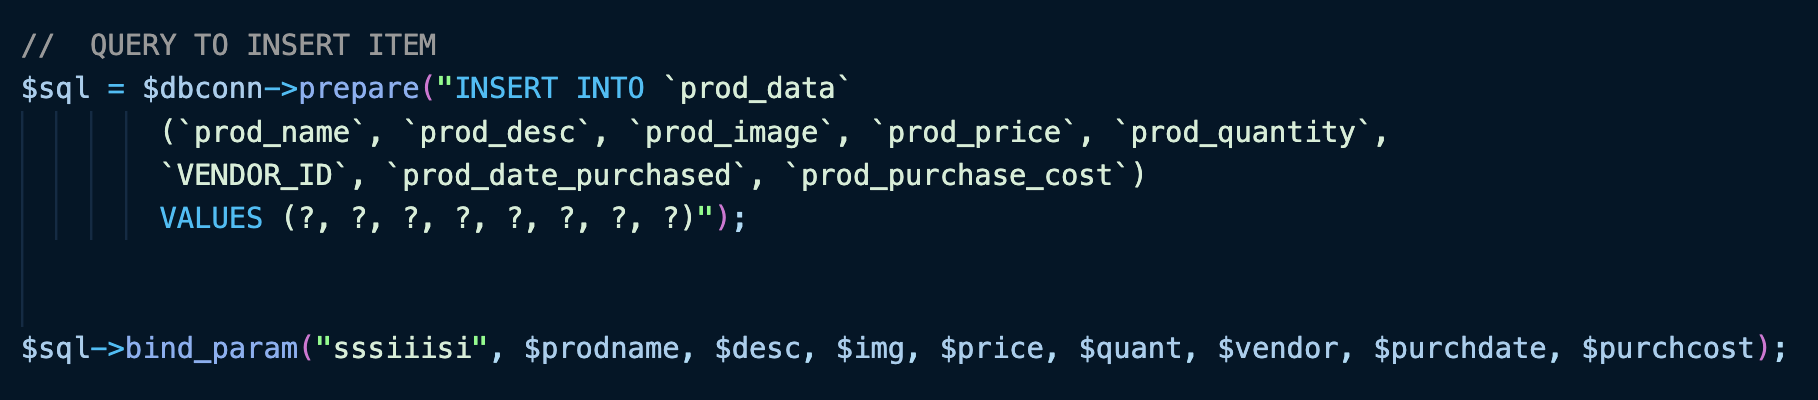 //  QUERY TO INSERT ITEM
$sql = $dbconn->prepare("INSERT INTO `prod_data`
(`prod_name`, `prod_desc`, `prod_image`, `prod_price`, `prod_quantity`,
`VENDOR_ID`, `prod_date_purchased`, `prod_purchase_cost`)
VALUES (?, ?, ?, ?, ?, ?, ?, ?)");
$sql->bind_param("sssiiisi", $prodname, $desc, $img, $price, $quant, $vendor, $purchdate, $purchcost);